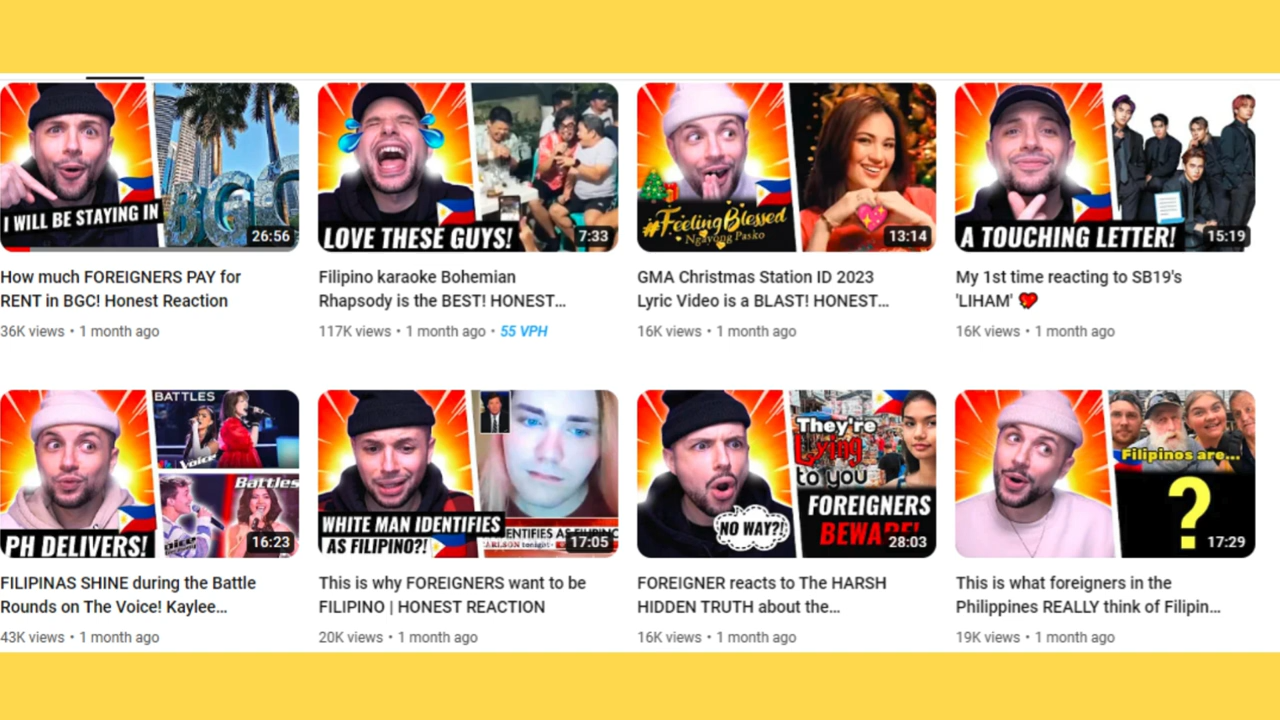 I WILL BE STAYING IN
BGC
26:56
LOVE THESE GUYS!
7:33
#FeelingBlessed
Ngayong Pasko
13:14
A TOUCHING LETTER!
15:19
How much FOREIGNERS PAY for
RENT in BGC! Honest Reaction
36K views • 1 month ago
Filipino karaoke Bohemian
Rhapsody is the BEST! HONEST...
117K views • 1 month ago • 55 VPH
GMA Christmas Station ID 2023
Lyric Video is a BLAST! HONEST...
16K views • 1 month ago
My 1st time reacting to SB19's
'LIHAM' 💖
16K views • 1 month ago
PH DELIVERS!
BATTLES
Voice
Battles
Voice
16:23
WHITE MAN IDENTIFIES
AS FILIPINO?!
17:05
NO WAY?!
They're
Lying
to you
FOREIGNERS
BEWARE!
28:03
Filipinos are...
?
17:29
FILIPINAS SHINE during the Battle
Rounds on The Voice! Kaylee...
43K views • 1 month ago
This is why FOREIGNERS want to be
FILIPINO | HONEST REACTION
20K views • 1 month ago
FOREIGNER reacts to The HARSH
HIDDEN TRUTH about the...
16K views • 1 month ago
This is what foreigners in the
Philippines REALLY think of Filipin...
19K views • 1 month ago